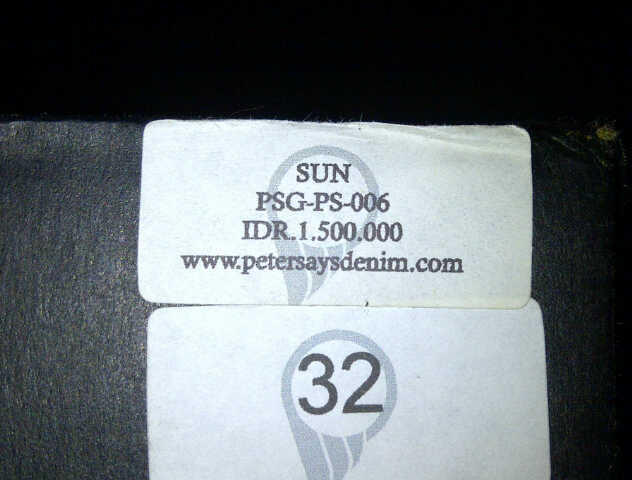 SUN
PSG-PS-006
IDR.1.500.000
www.petersaysdenim.com
32